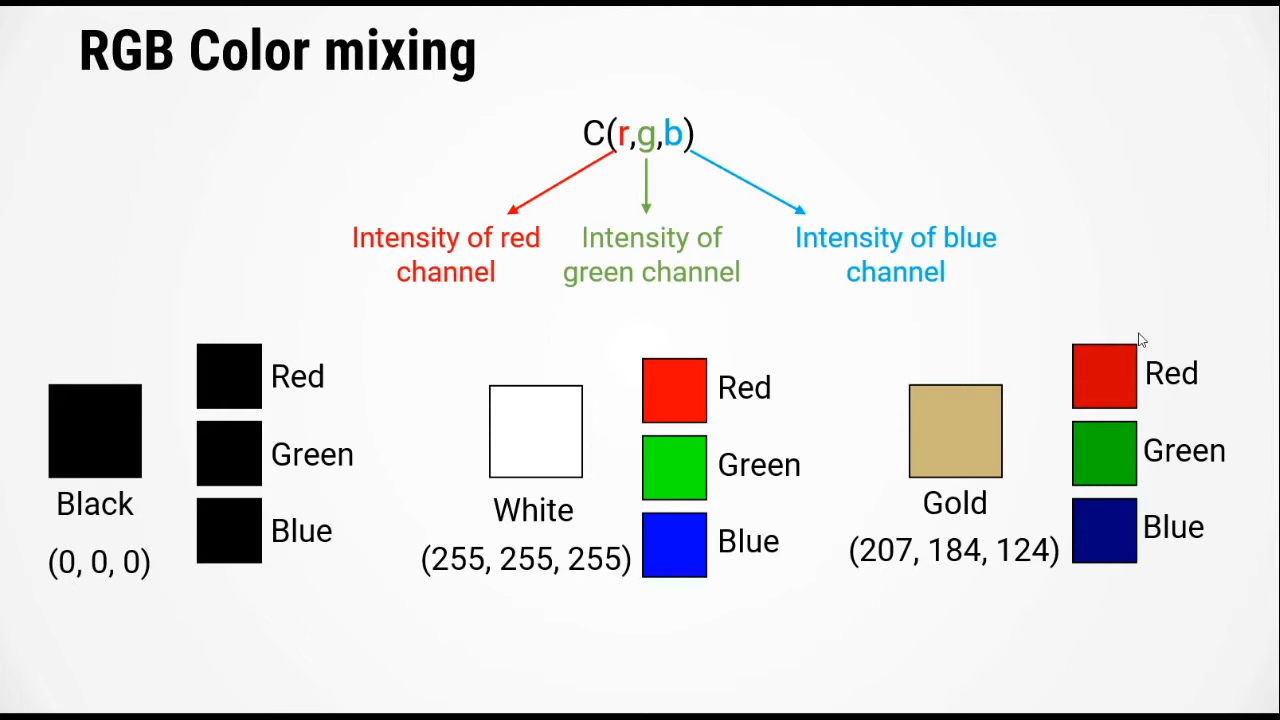 RGB Color mixing
C(r,g,b)
Intensity of red
channel
Intensity of
green channel
Intensity of blue
channel
Red
Green
Blue
Black
(0, 0, 0)
Red
Green
Blue
White
(255, 255, 255)
Red
Green
Blue
Gold
(207, 184, 124)